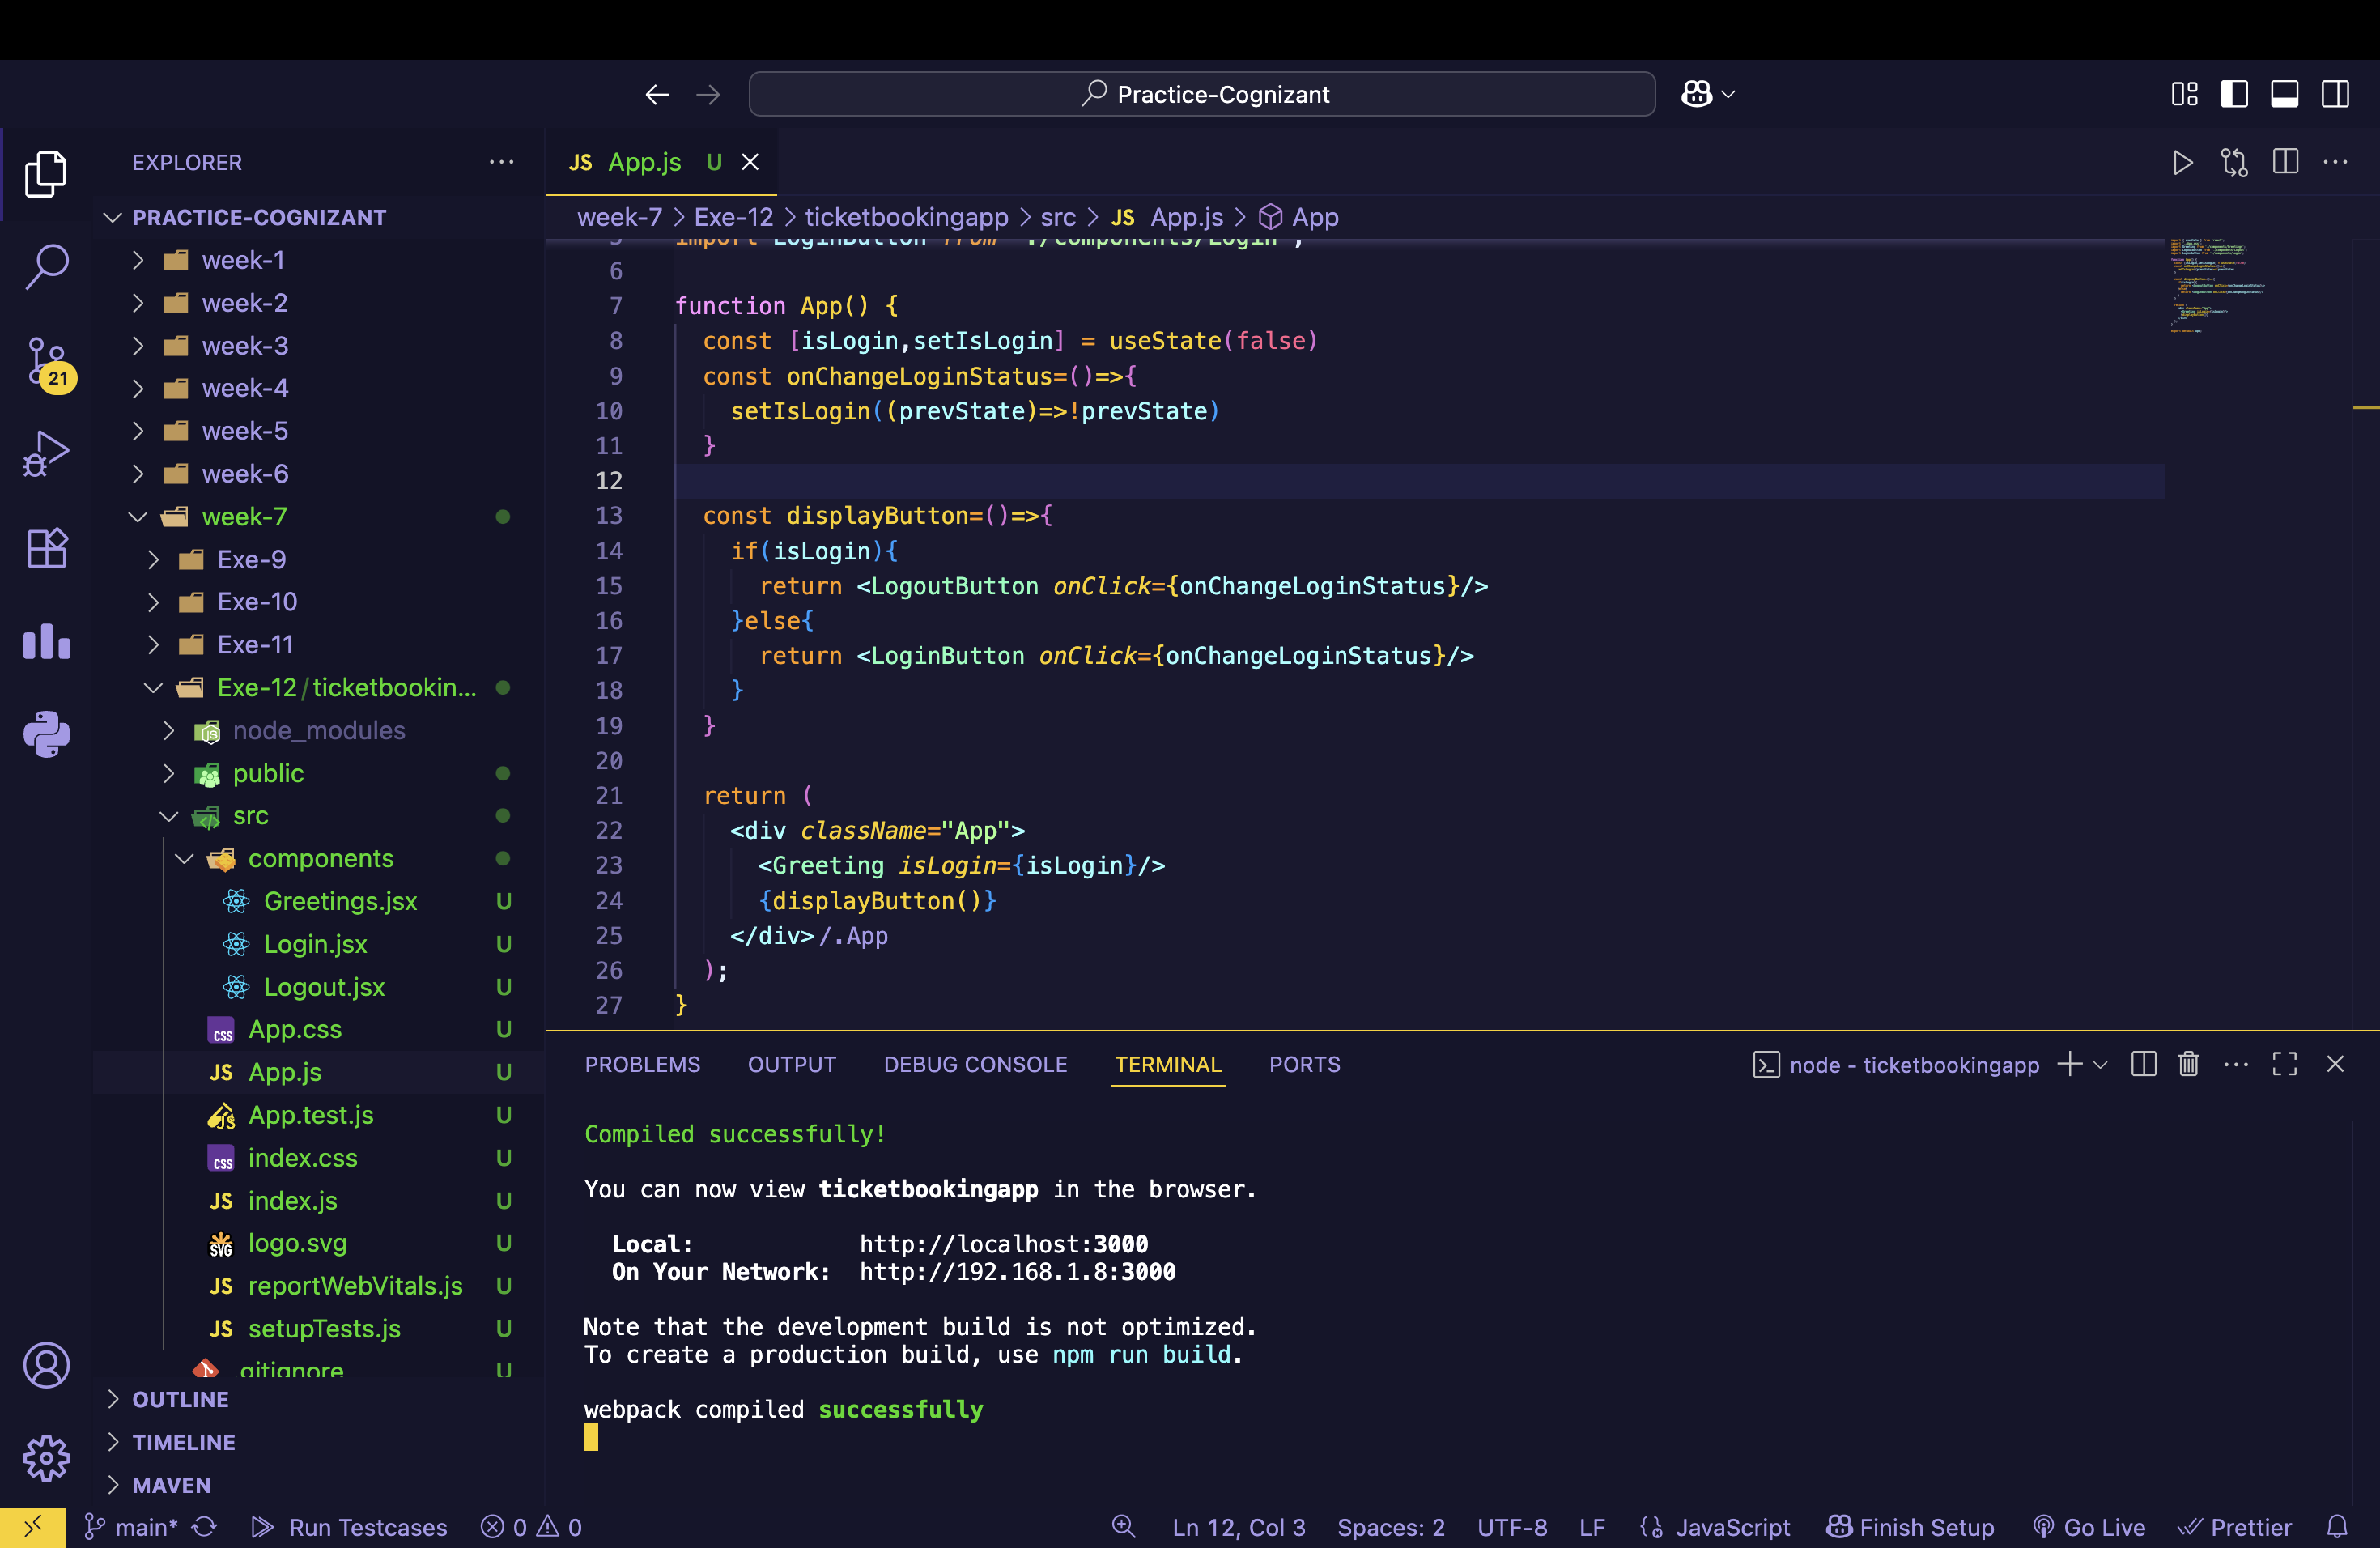 Practice-Cognizant
EXPLORER
JS App.js U
PRACTICE-COGNIZANT
week-7 > Exe-12 > ticketbookingapp > src > JS App.js > App
week-1
week-2
week-3
week-4
week-5
week-6
week-7
Exe-9
Exe-10
Exe-11
Exe-12/ticketbookin...
node_modules
public
src
components
Greetings.jsx U
Login.jsx U
Logout.jsx U
App.css U
JS App.js U
App.test.js U
index.css U
JS index.js U
logo.svg U
JS reportWebVitals.js U
JS setupTests.js U
gitignore U
OUTLINE
TIMELINE
MAVEN
21
5 import LoginButton from './components/Login';
6
7 function App() {
8 const [isLogin,setIsLogin] = useState(false)
9 const onChangeLoginStatus=()=>{
10 setIsLogin((prevState)=>!prevState)
11 }
12
13 const displayButton=()=>{
14 if(isLogin){
15 return <LogoutButton onClick={onChangeLoginStatus}/>
16 }else{
17 return <LoginButton onClick={onChangeLoginStatus}/>
18 }
19 }
20
21 return (
22 <div className="App">
23 <Greeting isLogin={isLogin}/>
24 {displayButton()}
25 </div>/.App
26 );
27 }
PROBLEMS OUTPUT DEBUG CONSOLE TERMINAL PORTS
node - ticketbookingapp
Compiled successfully!
You can now view ticketbookingapp in the browser.
Local: http://localhost:3000
On Your Network: http://192.168.1.8:3000
Note that the development build is not optimized.
To create a production build, use npm run build.
webpack compiled successfully
main* Run Testcases 0 0 Ln 12, Col 3 Spaces: 2 UTF-8 LF JavaScript Finish Setup Go Live Prettier